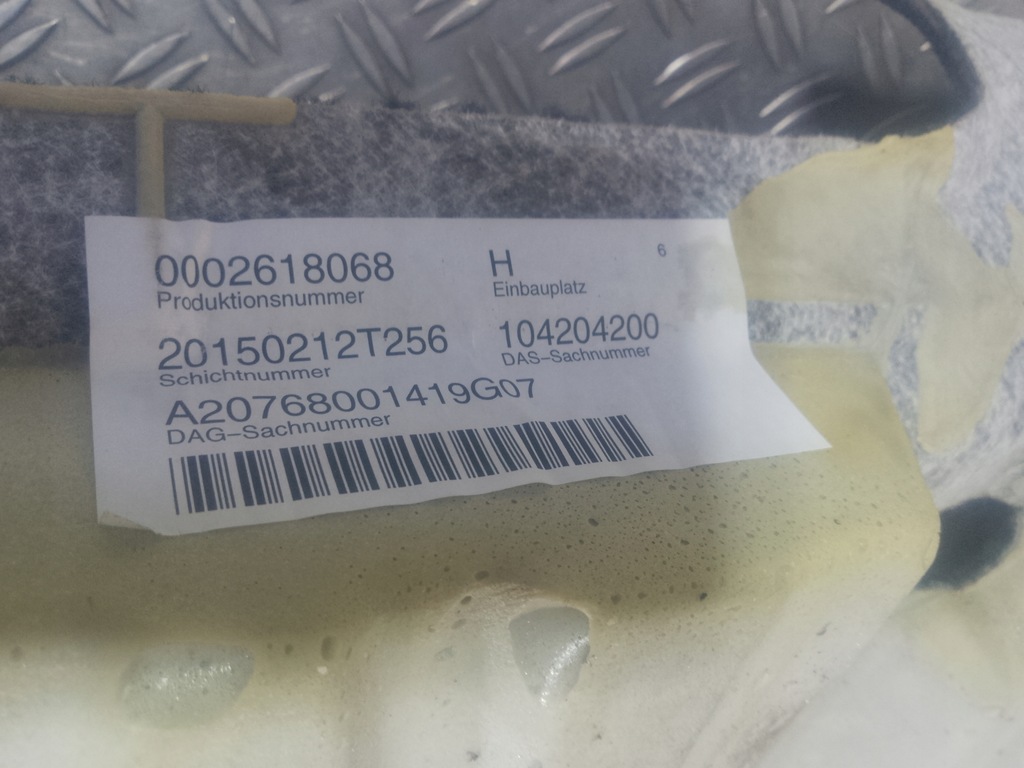 0002618068 H 6
Produktionsnummer Einbauplatz
20150212T256 104204200
Schichtnummer DAS-Sachnummer
A20768001419G07
DAG-Sachnummer